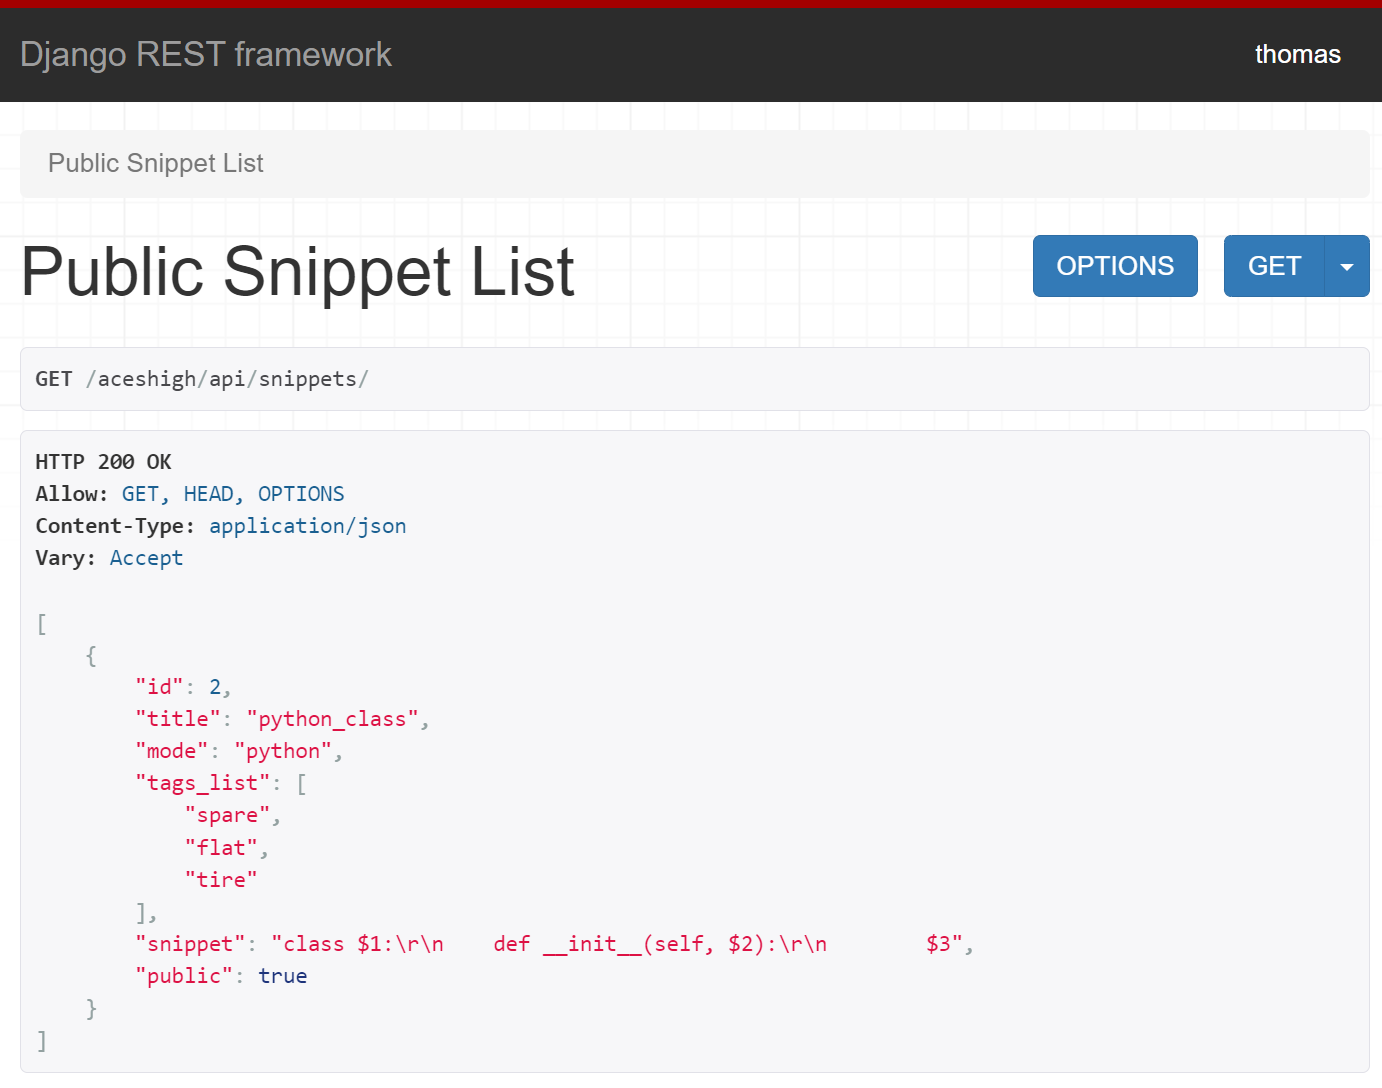 Django REST framework
thomas
Public Snippet List
Public Snippet List
OPTIONS
GET
GET /aceshigh/api/snippets/
HTTP 200 OK
Allow: GET, HEAD, OPTIONS
Content-Type: application/json
Vary: Accept
[
    {
        "id": 2,
        "title": "python_class",
        "mode": "python",
        "tags_list": [
            "spare",
            "flat",
            "tire"
        ],
        "snippet": "class $1:\r\n    def __init__(self, $2):\r\n        $3",
        "public": true
    }
]